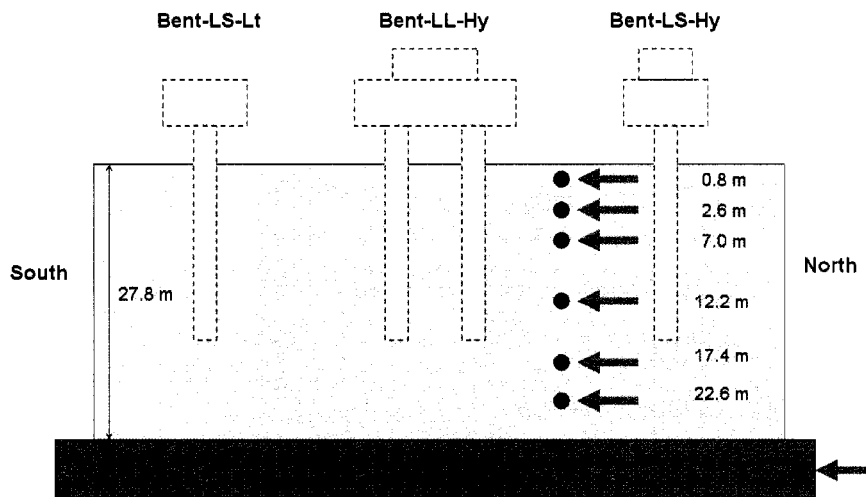 Bent-LS-Lt Bent-LL-Hy Bent-LS-Hy
0.8 m
2.6 m
7.0 m
South North
27.8 m 12.2 m
17.4 m
22.6 m